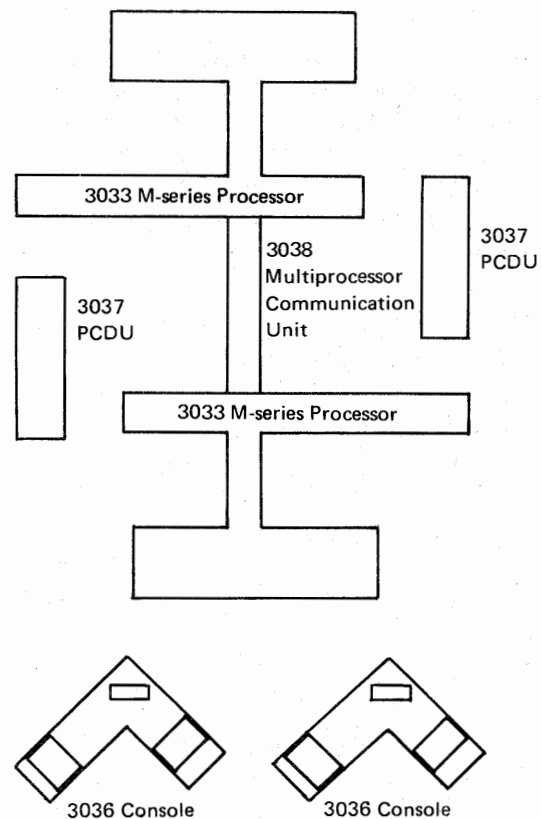 3033 M-series Processor
3037
PCDU
3038
Multiprocessor
Communication
Unit
3037
PCDU
3033 M-series Processor
3036 Console
3036 Console